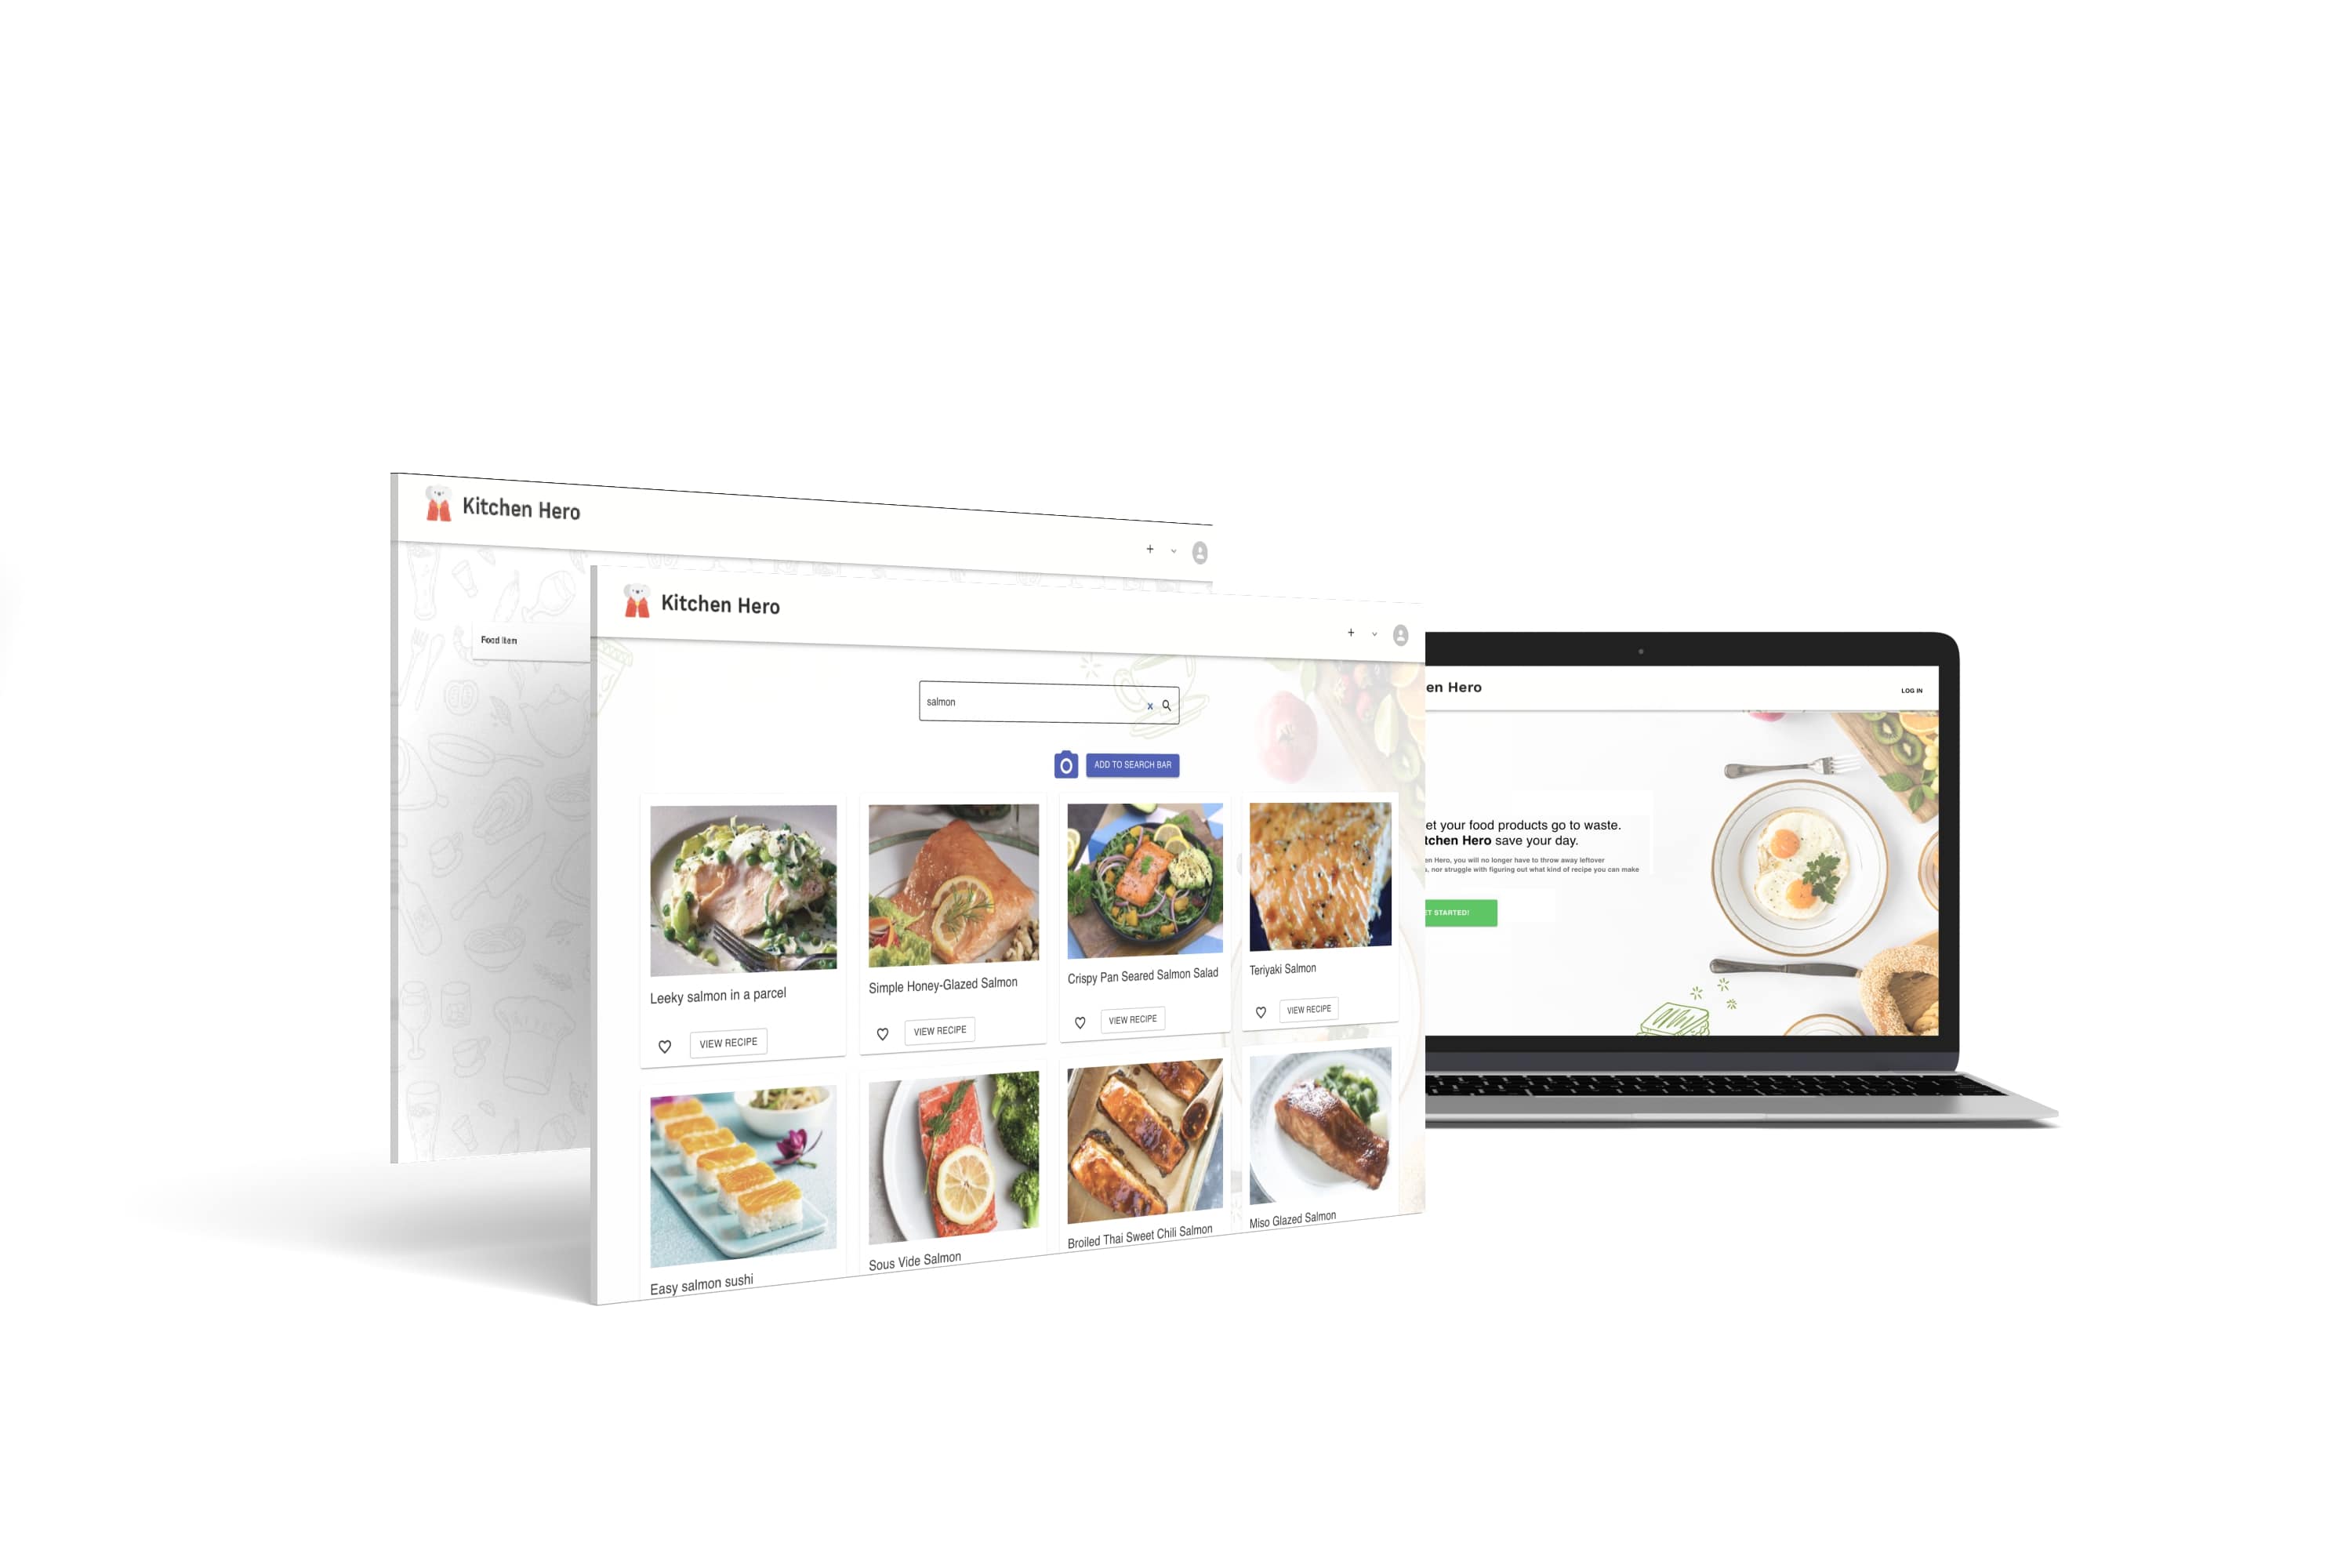 Kitchen Hero
Food Item
Kitchen Hero
salmon
x
ADD TO SEARCH BAR
Leeky salmon in a parcel
Simple Honey-Glazed Salmon
Crispy Pan Seared Salmon Salad
Teriyaki Salmon
VIEW RECIPE
VIEW RECIPE
VIEW RECIPE
VIEW RECIPE
Easy salmon sushi
Sous Vide Salmon
Broiled Thai Sweet Chili Salmon
Miso Glazed Salmon
en Hero
LOG IN
et your food products go to waste.
tchen Hero save your day.
en Hero, you will no longer have to throw away leftover
, nor struggle with figuring out what kind of recipe you can make
ET STARTED!